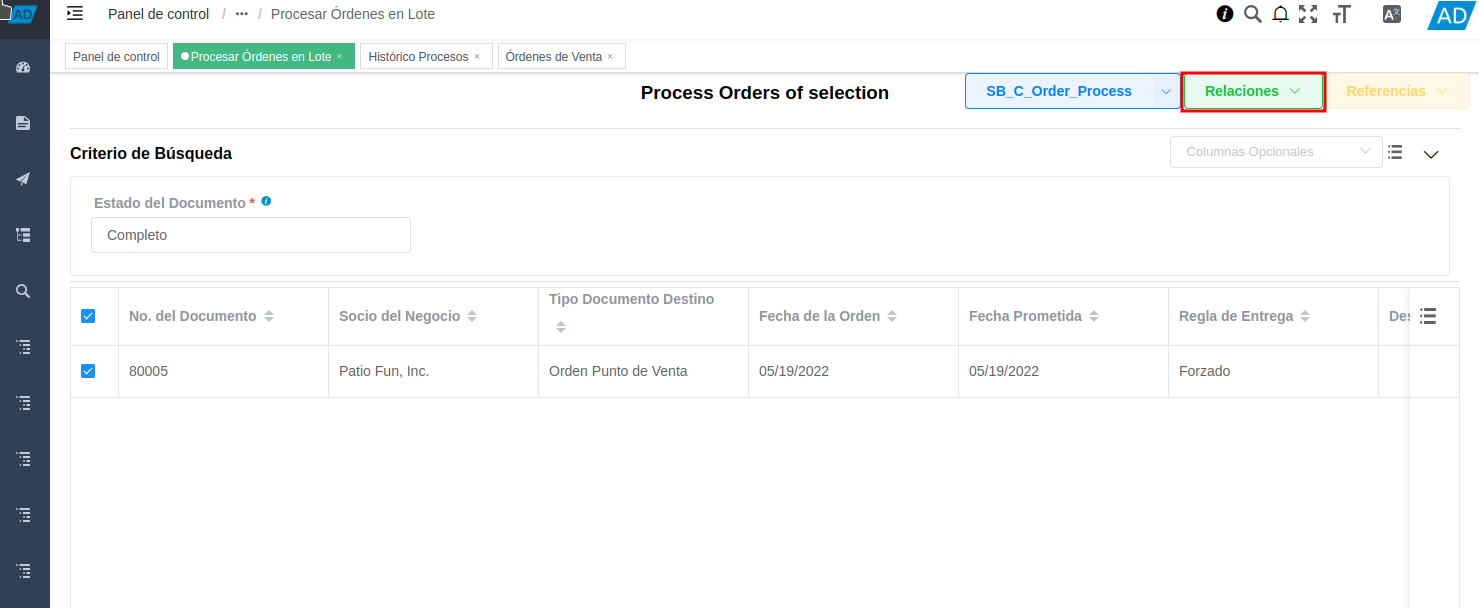 AD
Panel de control / ••• / Procesar Órdenes en Lote
AD
Panel de control
Procesar Órdenes en Lote ×
Histórico Procesos ×
Órdenes de Venta ×
Process Orders of selection
SB_C_Order_Process
Relaciones
Referencias
Criterio de Búsqueda
Columnas Opcionales
Estado del Documento *
Completo
No. del Documento
Socio del Negocio
Tipo Documento Destino
Fecha de la Orden
Fecha Prometida
Regla de Entrega
80005
Patio Fun, Inc.
Orden Punto de Venta
05/19/2022
05/19/2022
Forzado